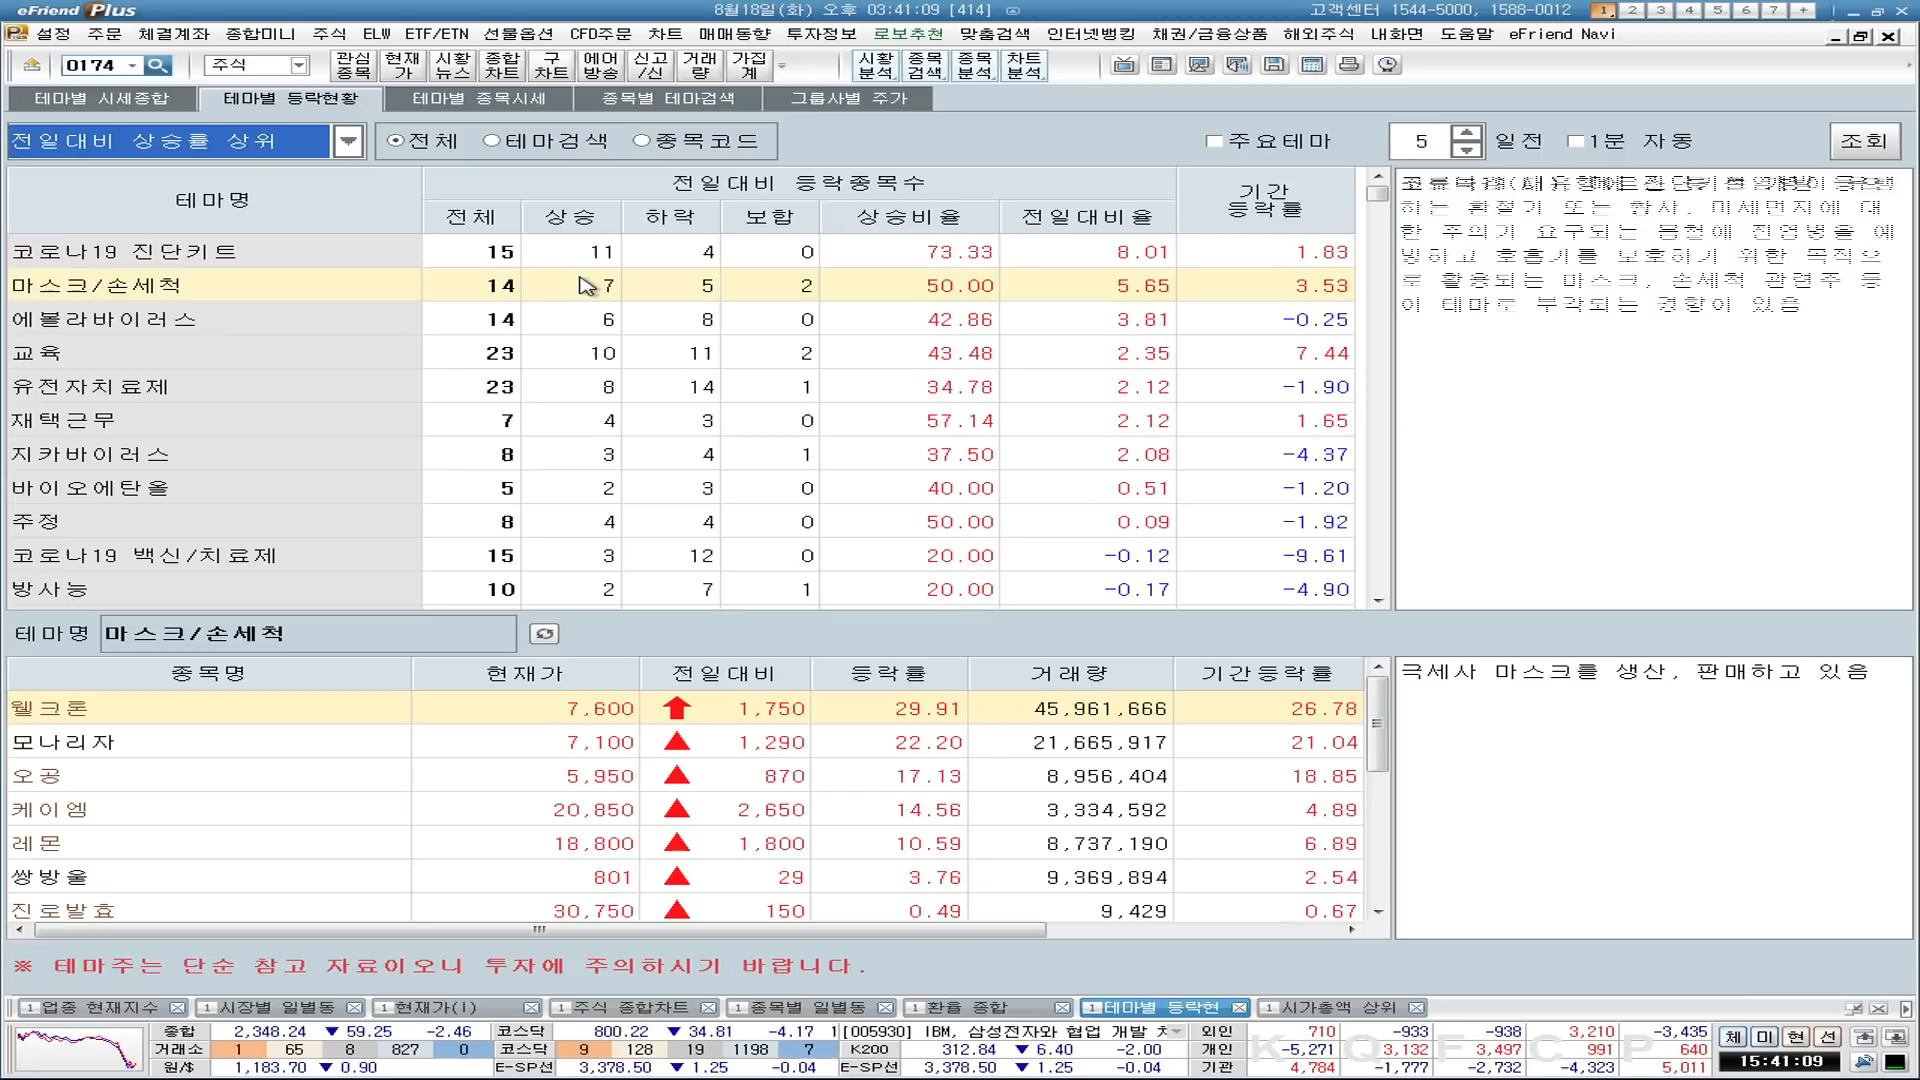 eFriend Plus 8월18일(화) 오후 03:41:09 [414] 고객센터 1544-5000, 1588-0012 1 2 3 4 5 6 7 +
설정 주문 체결계좌 종합미니 주식 ELW ETF/ETN 선물옵션 CFD주문 차트 매매동향 투자정보 로보추천 맞춤검색 인터넷뱅킹 채권/금융상품 해외주식 내화면 도움말 eFriend Navi
0174 주식 관심종목 현재가 시황뉴스 종합차트 구차트 에어방송 신고/신 거래량 가집계 시황분석 종목검색 종목분석 차트분석
테마별 시세종합 테마별 등락현황 테마별 종목시세 종목별 테마검색 그룹사별 주가
전일대비 상승률 상위 전체 테마검색 종목코드 주요테마 5 일전 1분 자동 조회
테마명 전일대비 등락종목수 기간등락률
전체 상승 하락 보합 상승비율 전일대비율
코로나19 진단키트 15 11 4 0 73.33 8.01 1.83
마스크/손세척 14 7 5 2 50.00 5.65 3.53
에볼라바이러스 14 6 8 0 42.86 3.81 -0.25
교육 23 10 11 2 43.48 2.35 7.44
유전자치료제 23 8 14 1 34.78 2.12 -1.90
재택근무 7 4 3 0 57.14 2.12 1.65
지카바이러스 8 3 4 1 37.50 2.08 -4.37
바이오에탄올 5 2 3 0 40.00 0.51 -1.20
주정 8 4 4 0 50.00 0.09 -1.92
코로나19 백신/치료제 15 3 12 0 20.00 -0.12 -9.61
방사능 10 2 7 1 20.00 -0.17 -4.90
하는 환절기 또는 황사, 미세먼지에 대
한 주의가 요구되는 봄철에 전염병을 예
방하고 호흡기를 보호하기 위한 목적으
로 활용되는 마스크, 손세척 관련주 등
이 테마로 부각되는 경향이 있음
테마명 마스크/손세척
종목명 현재가 전일대비 등락률 거래량 기간등락률
웰크론 7,600 1,750 29.91 45,961,666 26.78
모나리자 7,100 ▲ 1,290 22.20 21,665,917 21.04
오공 5,950 ▲ 870 17.13 8,956,404 18.85
케이엠 20,850 ▲ 2,650 14.56 3,334,592 4.89
레몬 18,800 ▲ 1,800 10.59 8,737,190 6.89
쌍방울 801 ▲ 29 3.76 9,369,894 2.54
진로발효 30,750 ▲ 150 0.49 9,429 0.67
극세사 마스크를 생산, 판매하고 있음
※ 테마주는 단순 참고 자료이오니 투자에 주의하시기 바랍니다.
1 업종 현재지수 1 시장별 일별동 1 현재가(I) 1 주식 종합차트 1 종목별 일별동 1 환율 종합 1 테마별 등락현 1 시가총액 상위
종합 2,348.24 ▼ 59.25 -2.46 코스닥 800.22 ▼ 34.81 -4.17 1 [005930] IBM, 삼성전자와 협업 개발 외인 710 -933 -938 3,210 -3,435 체 미 현 선
거래소 1 65 8 827 0 코스닥 9 128 19 1198 7 K200 312.84 ▼ 6.40 -2.00 개인 -5,271 3,132 3,497 991 640
원/$ 1,183.70 ▼ 0.90 E-SP선 3,378.50 ▼ 1.25 -0.04 E-SP선 3,378.50 ▼ 1.25 -0.04 기관 4,784 -1,777 -2,732 -4,323 5,011 15:41:09